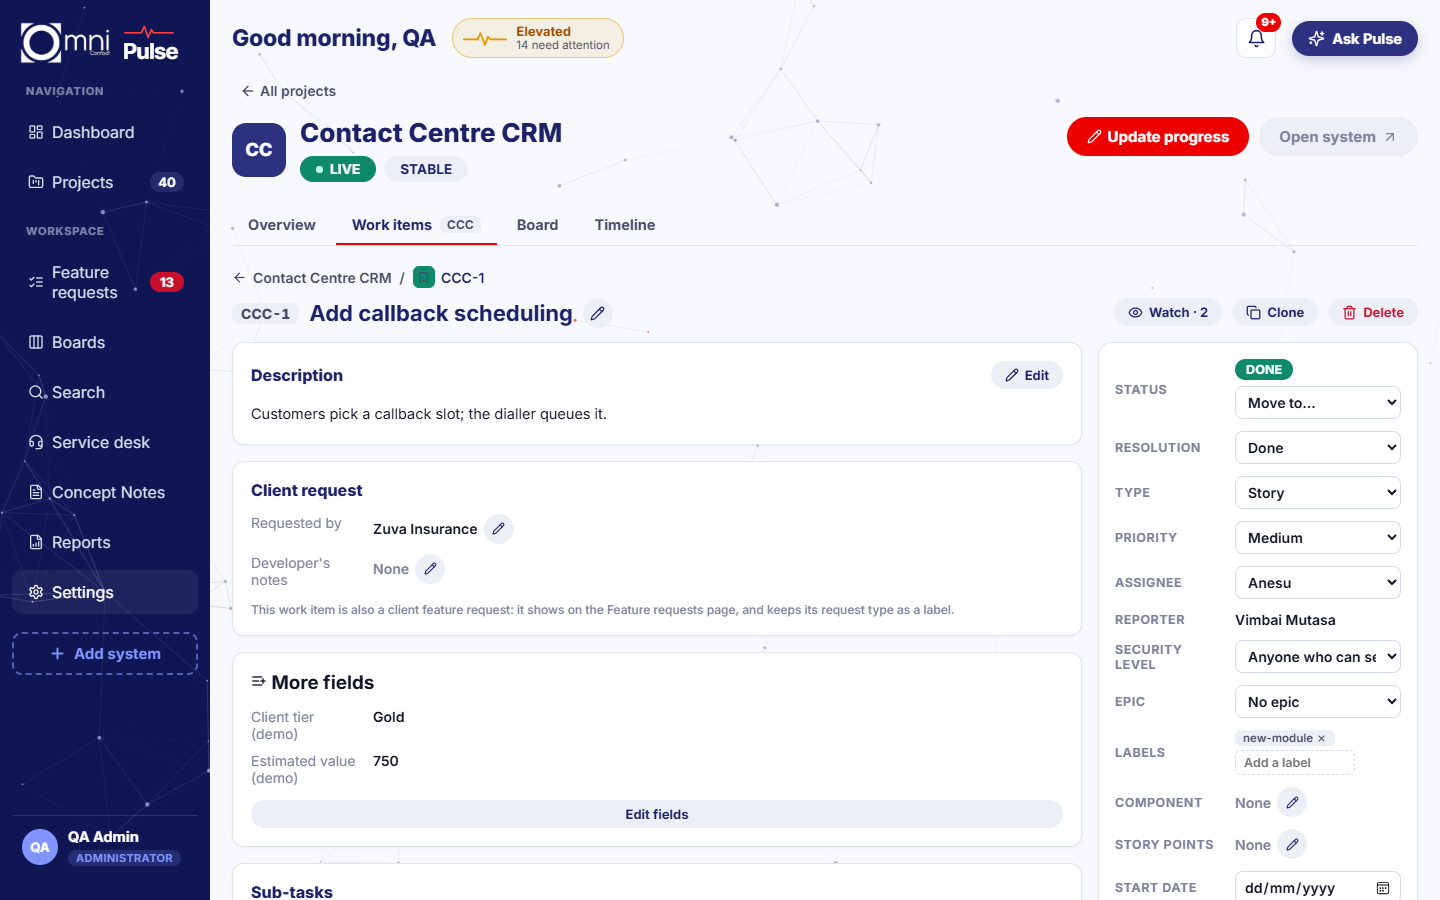 Omni
Contact
Pulse
NAVIGATION
Dashboard
Projects 40
WORKSPACE
Feature requests 13
Boards
Search
Service desk
Concept Notes
Reports
Settings
+ Add system
QA
QA Admin
ADMINISTRATOR
Good morning, QA
Elevated
14 need attention
9+
Ask Pulse
← All projects
CC
Contact Centre CRM
LIVE
STABLE
Update progress
Open system
Overview
Work items CCC
Board
Timeline
← Contact Centre CRM / CCC-1
CCC-1 Add callback scheduling
Watch · 2
Clone
Delete
Description
Edit
Customers pick a callback slot; the dialler queues it.
Client request
Requested by Zuva Insurance
Developer's notes None
This work item is also a client feature request: it shows on the Feature requests page, and keeps its request type as a label.
More fields
Client tier (demo) Gold
Estimated value (demo) 750
Edit fields
Sub-tasks
STATUS DONE
Move to...
RESOLUTION Done
TYPE Story
PRIORITY Medium
ASSIGNEE Anesu
REPORTER Vimbai Mutasa
SECURITY LEVEL Anyone who can se
EPIC No epic
LABELS new-module ×
Add a label
COMPONENT None
STORY POINTS None
START DATE dd/mm/yyyy